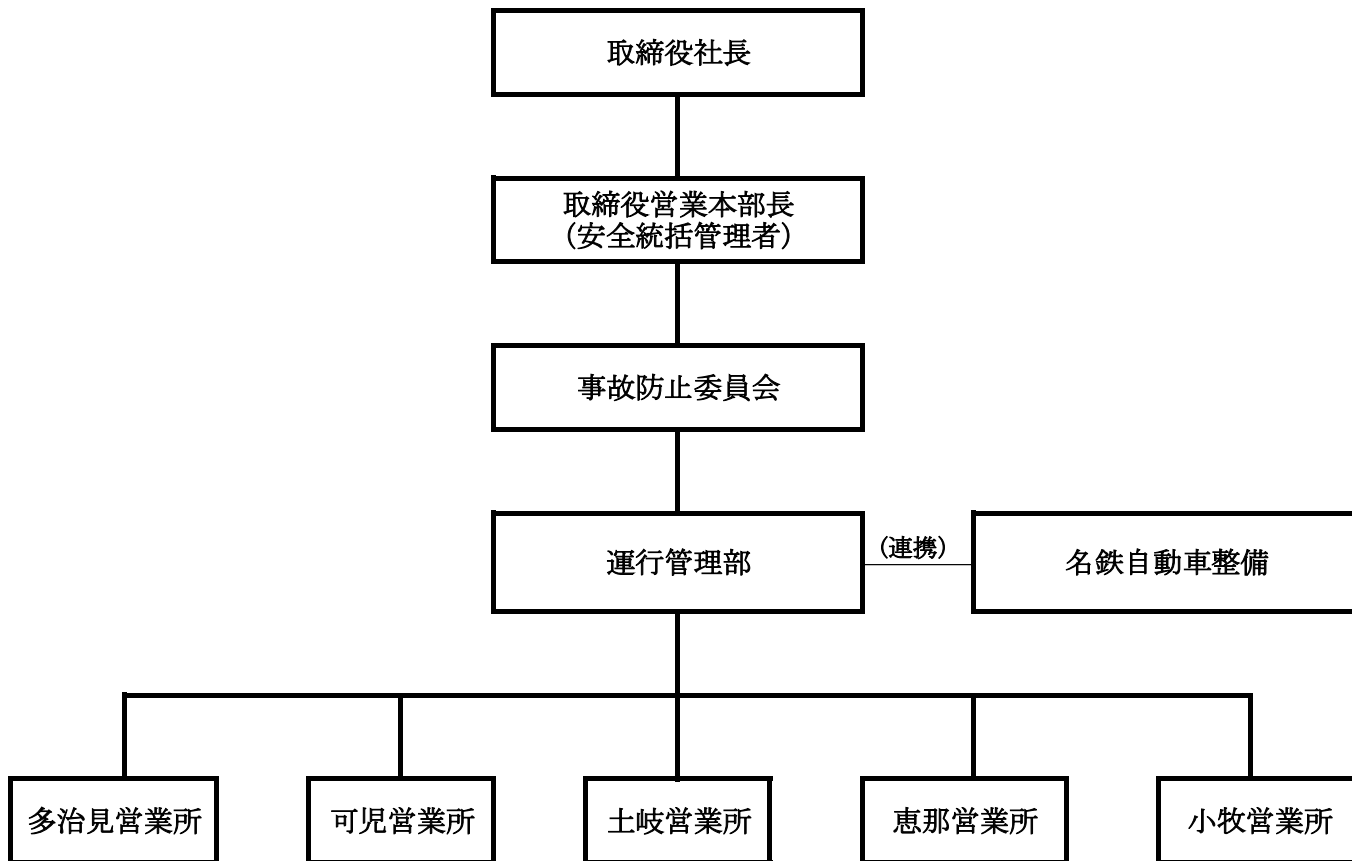 取締役社長
取締役営業本部長
(安全統括管理者)
事故防止委員会
運行管理部
(連携)
名鉄自動車整備
多治見営業所
可児営業所
土岐営業所
恵那営業所
小牧営業所